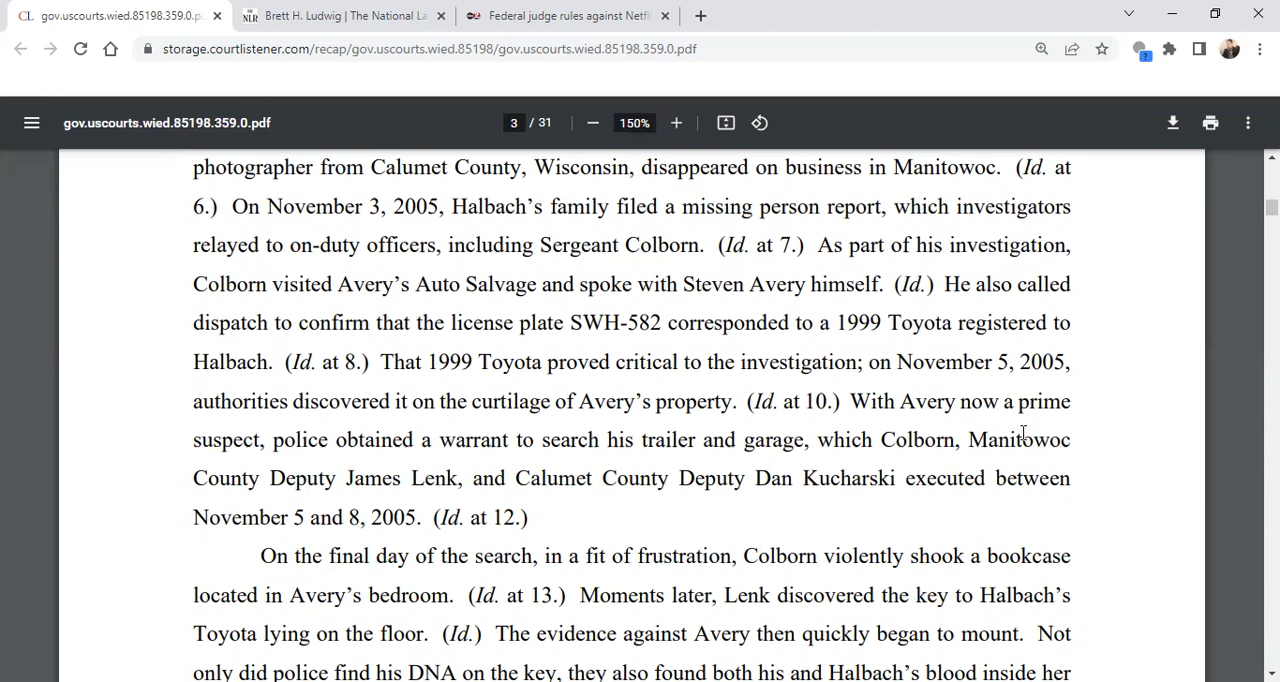 CL gov.uscourts.wied.85198.359.0.p
NLR Brett H. Ludwig | The National La
Federal judge rules against Netfl
storage.courtlistener.com/recap/gov.uscourts.wied.85198/gov.uscourts.wied.85198.359.0.pdf
gov.uscourts.wied.85198.359.0.pdf 3 / 31 150%
photographer from Calumet County, Wisconsin, disappeared on business in Manitowoc. (Id. at
6.) On November 3, 2005, Halbach’s family filed a missing person report, which investigators
relayed to on-duty officers, including Sergeant Colborn. (Id. at 7.) As part of his investigation,
Colborn visited Avery’s Auto Salvage and spoke with Steven Avery himself. (Id.) He also called
dispatch to confirm that the license plate SWH-582 corresponded to a 1999 Toyota registered to
Halbach. (Id. at 8.) That 1999 Toyota proved critical to the investigation; on November 5, 2005,
authorities discovered it on the curtilage of Avery’s property. (Id. at 10.) With Avery now a prime
suspect, police obtained a warrant to search his trailer and garage, which Colborn, Manitowoc
County Deputy James Lenk, and Calumet County Deputy Dan Kucharski executed between
November 5 and 8, 2005. (Id. at 12.)
On the final day of the search, in a fit of frustration, Colborn violently shook a bookcase
located in Avery’s bedroom. (Id. at 13.) Moments later, Lenk discovered the key to Halbach’s
Toyota lying on the floor. (Id.) The evidence against Avery then quickly began to mount. Not
only did police find his DNA on the key, they also found both his and Halbach’s blood inside her